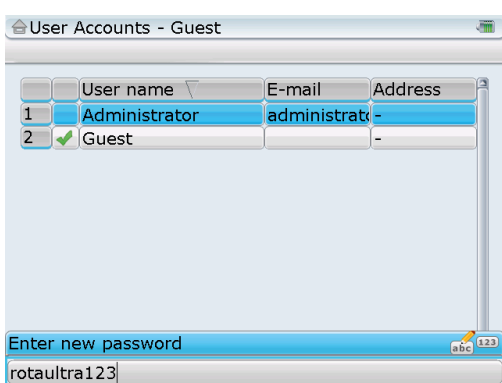 User Accounts - Guest
User name E-mail Address
1 Administrator administrat -
2 Guest -
Enter new password abc 123
rotaultra123